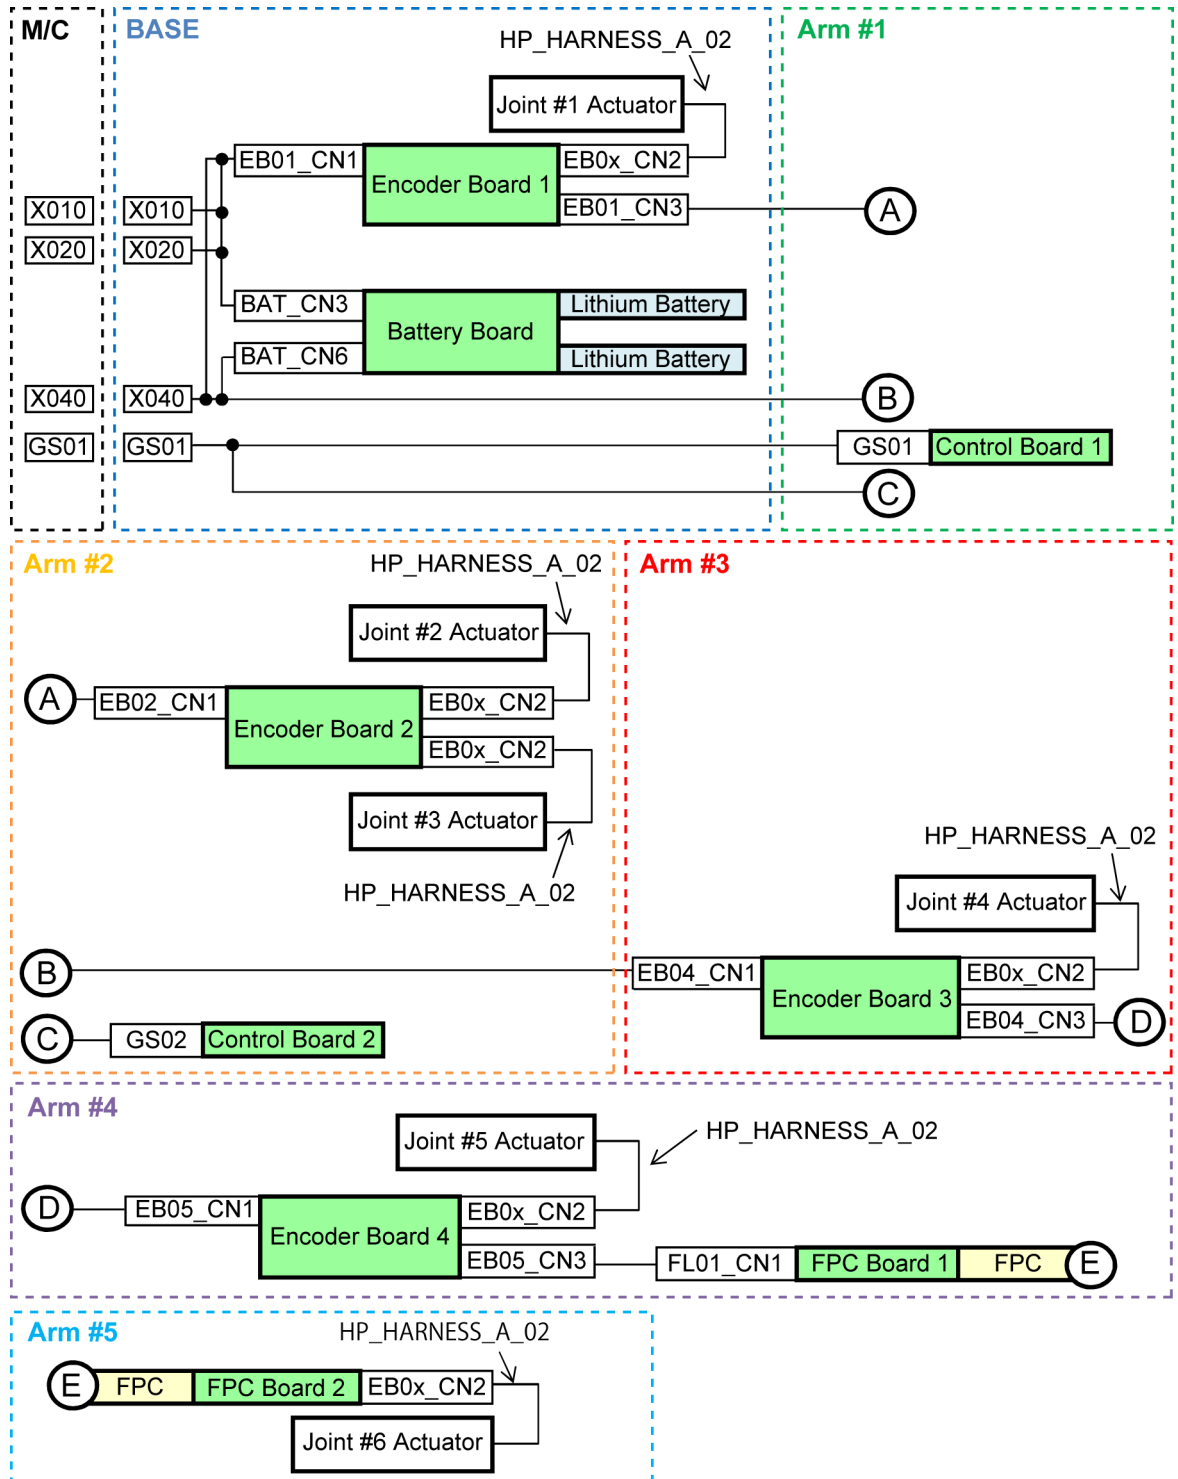 M/C
BASE
HP_HARNESS_A_02
Arm #1
Joint #1 Actuator
EB01_CN1
Encoder Board 1
EB0x_CN2
EB01_CN3
X010
X010
A
X020
X020
BAT_CN3
Battery Board
Lithium Battery
BAT_CN6
Lithium Battery
X040
X040
B
GS01
GS01
GS01
Control Board 1
C
Arm #2
HP_HARNESS_A_02
Joint #2 Actuator
A
EB02_CN1
Encoder Board 2
EB0x_CN2
EB0x_CN2
Joint #3 Actuator
HP_HARNESS_A_02
B
C
GS02
Control Board 2
Arm #3
HP_HARNESS_A_02
Joint #4 Actuator
EB04_CN1
Encoder Board 3
EB0x_CN2
EB04_CN3
D
Arm #4
Joint #5 Actuator
HP_HARNESS_A_02
D
EB05_CN1
Encoder Board 4
EB0x_CN2
EB05_CN3
FL01_CN1
FPC Board 1
FPC
E
Arm #5
HP_HARNESS_A_02
E
FPC
FPC Board 2
EB0x_CN2
Joint #6 Actuator